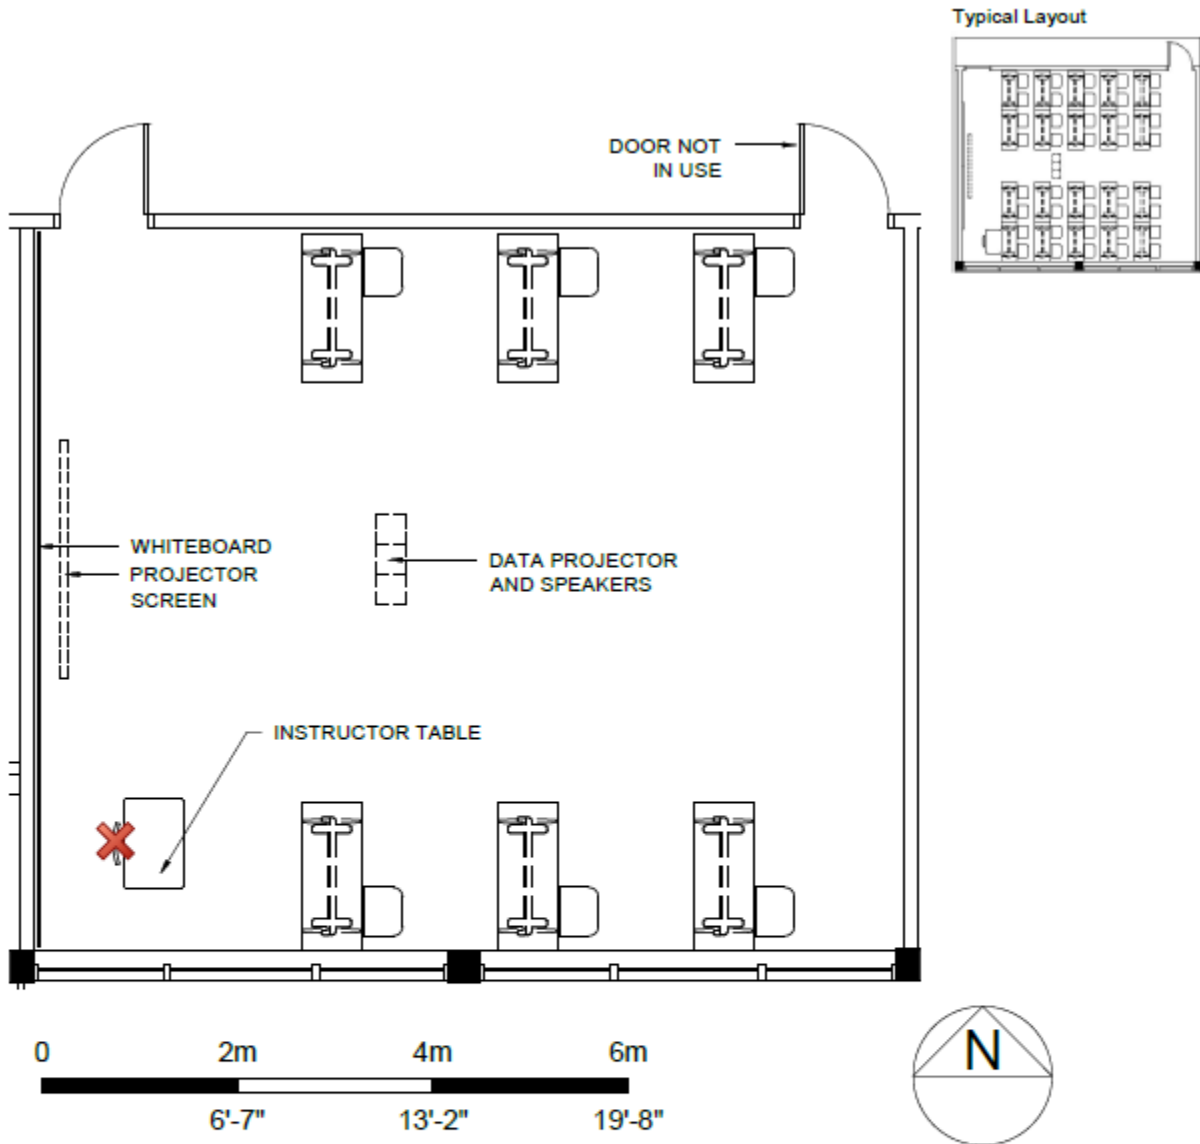 Typical Layout
DOOR NOT
IN USE
WHITEBOARD
PROJECTOR
SCREEN
DATA PROJECTOR
AND SPEAKERS
INSTRUCTOR TABLE
0 2m 4m 6m
6'-7" 13'-2" 19'-8"
N